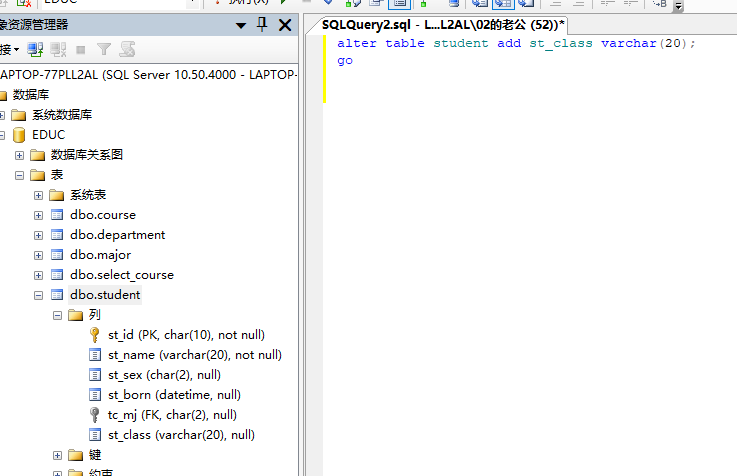 EDUC
执行(X)
象资源管理器
接
APTOP-77PLL2AL (SQL Server 10.50.4000 - LAPTOP-
数据库
系统数据库
EDUC
数据库关系图
表
系统表
dbo.course
dbo.department
dbo.major
dbo.select_course
dbo.student
列
st_id (PK, char(10), not null)
st_name (varchar(20), not null)
st_sex (char(2), null)
st_born (datetime, null)
tc_mj (FK, char(2), null)
st_class (varchar(20), null)
键
约束
SQLQuery2.sql - L...L2AL\02的老公 (52))*
alter table student add st_class varchar(20);
go